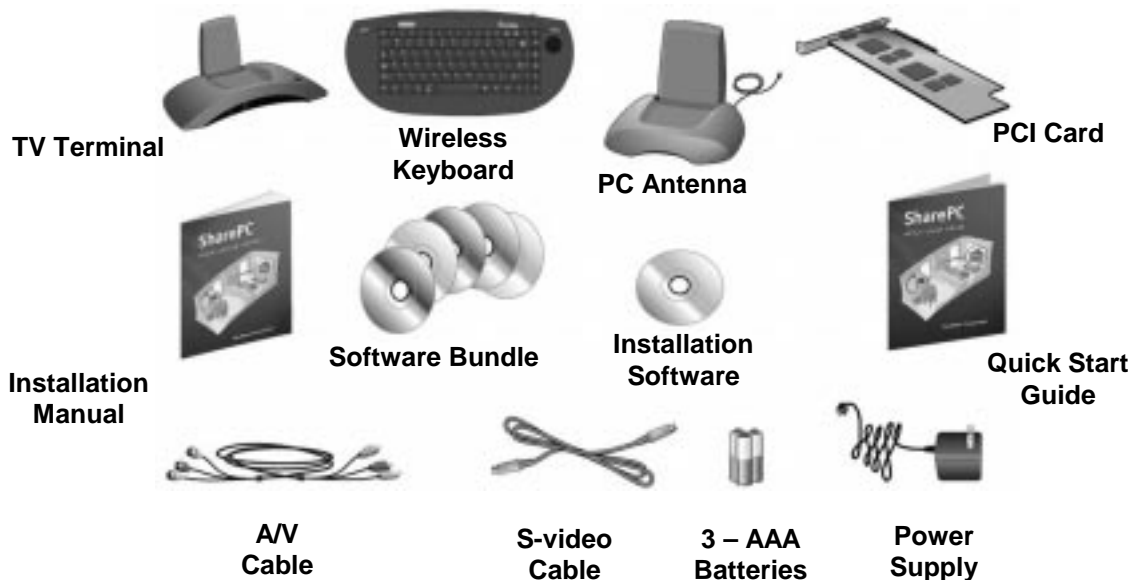 TV Terminal
Wireless
Keyboard
PC Antenna
PCI Card
SharePC
SharePC
Software Bundle
Installation
Software
Installation
Manual
Quick Start
Guide
A/V
Cable
S-video
Cable
3 – AAA
Batteries
Power
Supply